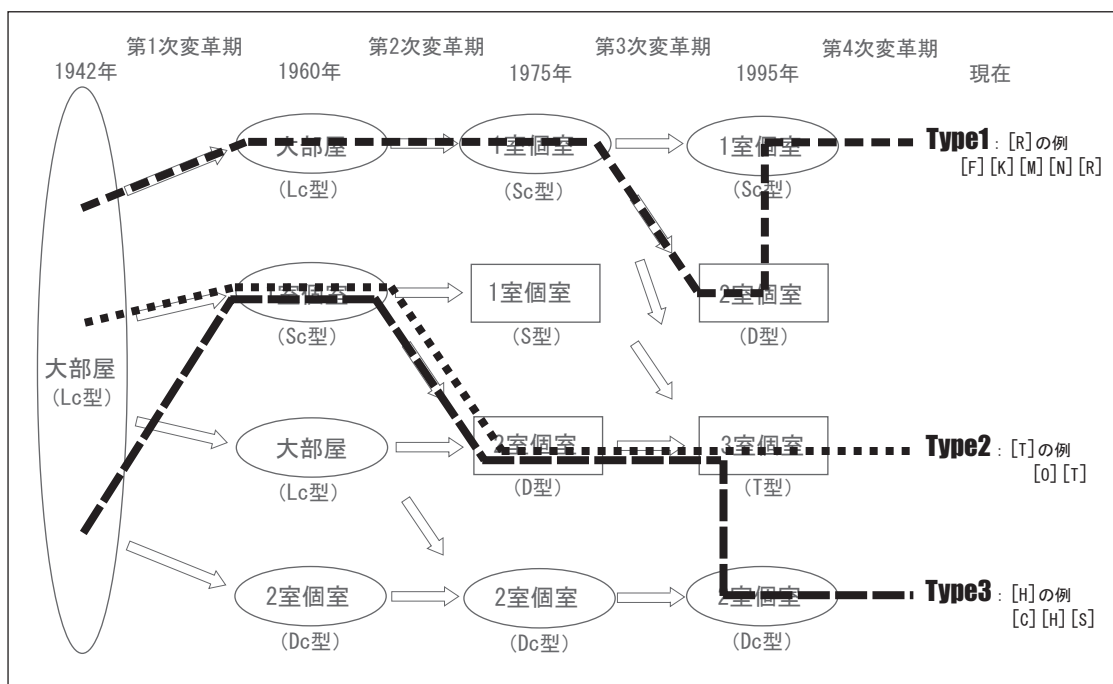 第1次変革期 第2次変革期 第3次変革期 第4次変革期
1942年 1960年 1975年 1995年 現在
大部屋 1室個室 1室個室 Type1：[R]の例
(Lc型) (Sc型) (Sc型) [F][K][M][N][R]
1室個室 1室個室 2室個室
(Sc型) (S型) (D型)
大部屋
(Lc型)
大部屋 2室個室 3室個室 Type2：[T]の例
(Lc型) (D型) (T型) [O][T]
2室個室 2室個室 2室個室 Type3：[H]の例
(Dc型) (Dc型) (Dc型) [C][H][S]